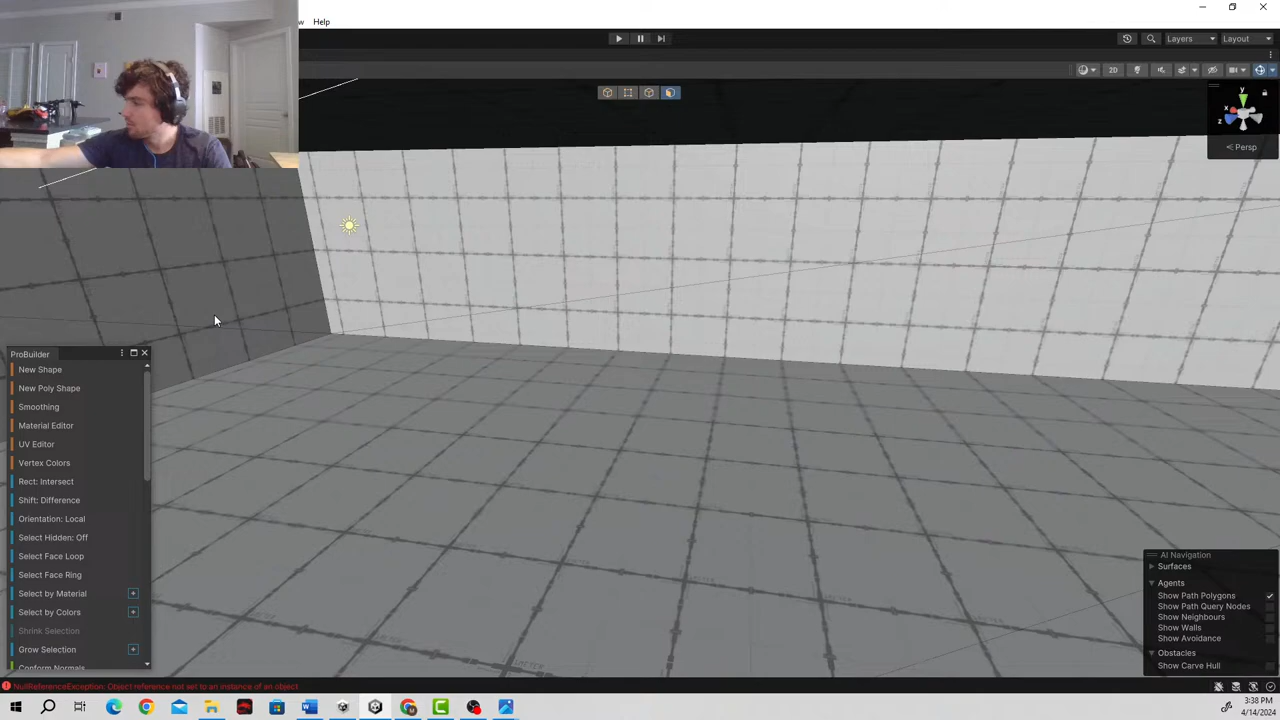 Help
Layers
Layout
2D
y
x
z
Persp
ProBuilder
New Shape
New Poly Shape
Smoothing
Material Editor
UV Editor
Vertex Colors
Rect: Intersect
Shift: Difference
Orientation: Local
Select Hidden: Off
Select Face Loop
Select Face Ring
Select by Material
Select by Colors
Shrink Selection
Grow Selection
Conform Normals
AI Navigation
Surfaces
Agents
Show Path Polygons
Show Path Query Nodes
Show Neighbours
Show Walls
Show Avoidance
Obstacles
Show Carve Hull
NullReferenceException: Object reference not set to an instance of an object
3:38 PM
4/14/2024